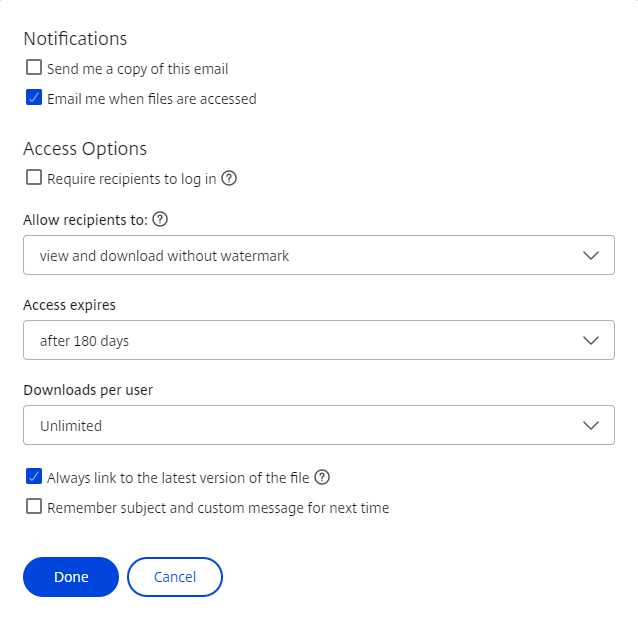 Notifications
Send me a copy of this email
Email me when files are accessed
Access Options
Require recipients to log in ?
Allow recipients to: ?
view and download without watermark
Access expires
after 180 days
Downloads per user
Unlimited
Always link to the latest version of the file ?
Remember subject and custom message for next time
Done Cancel